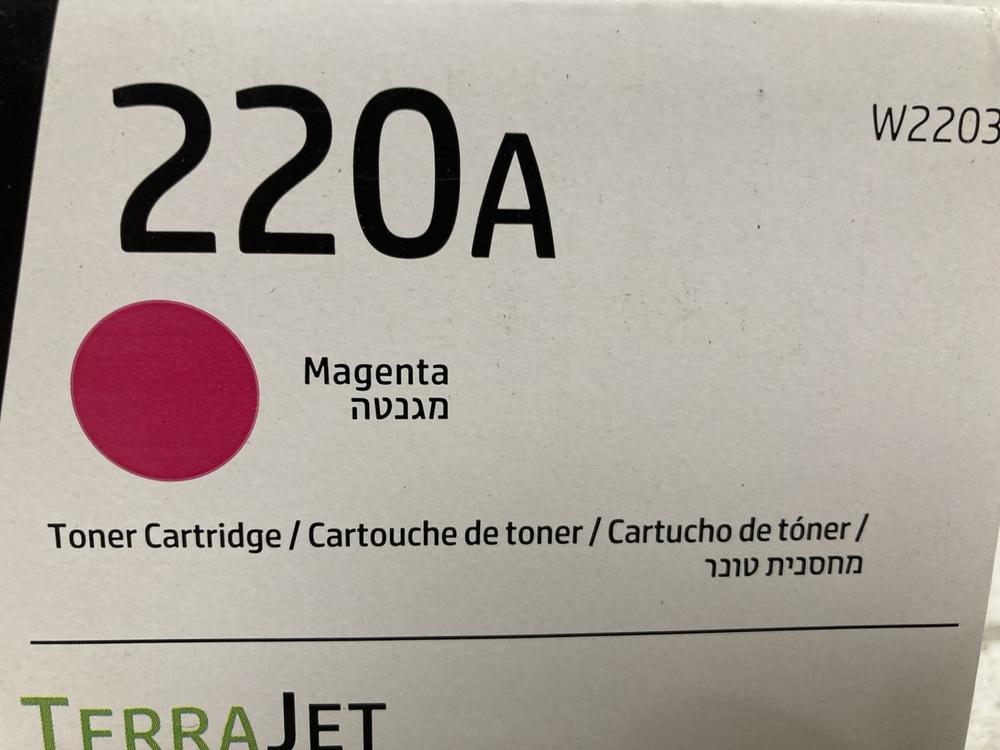 220A
W2203
Magenta
מגנטה
Toner Cartridge / Cartouche de toner / Cartucho de tóner /
מחסנית טונר
TERRAJET